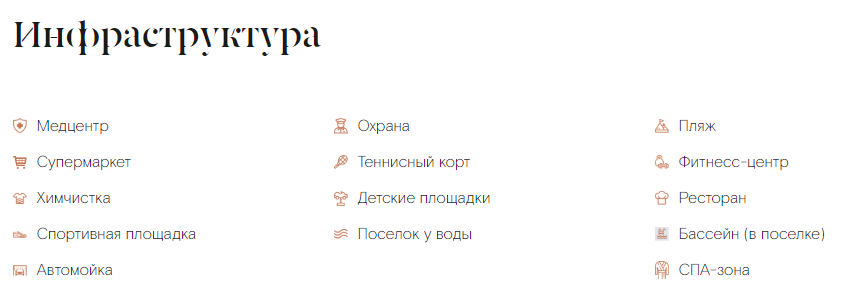 Инфраструктура
Медцентр
Супермаркет
Химчистка
Спортивная площадка
Автомойка
Охрана
Теннисный корт
Детские площадки
Поселок у воды
Пляж
Фитнесс-центр
Ресторан
Бассейн (в поселке)
СПА-зона